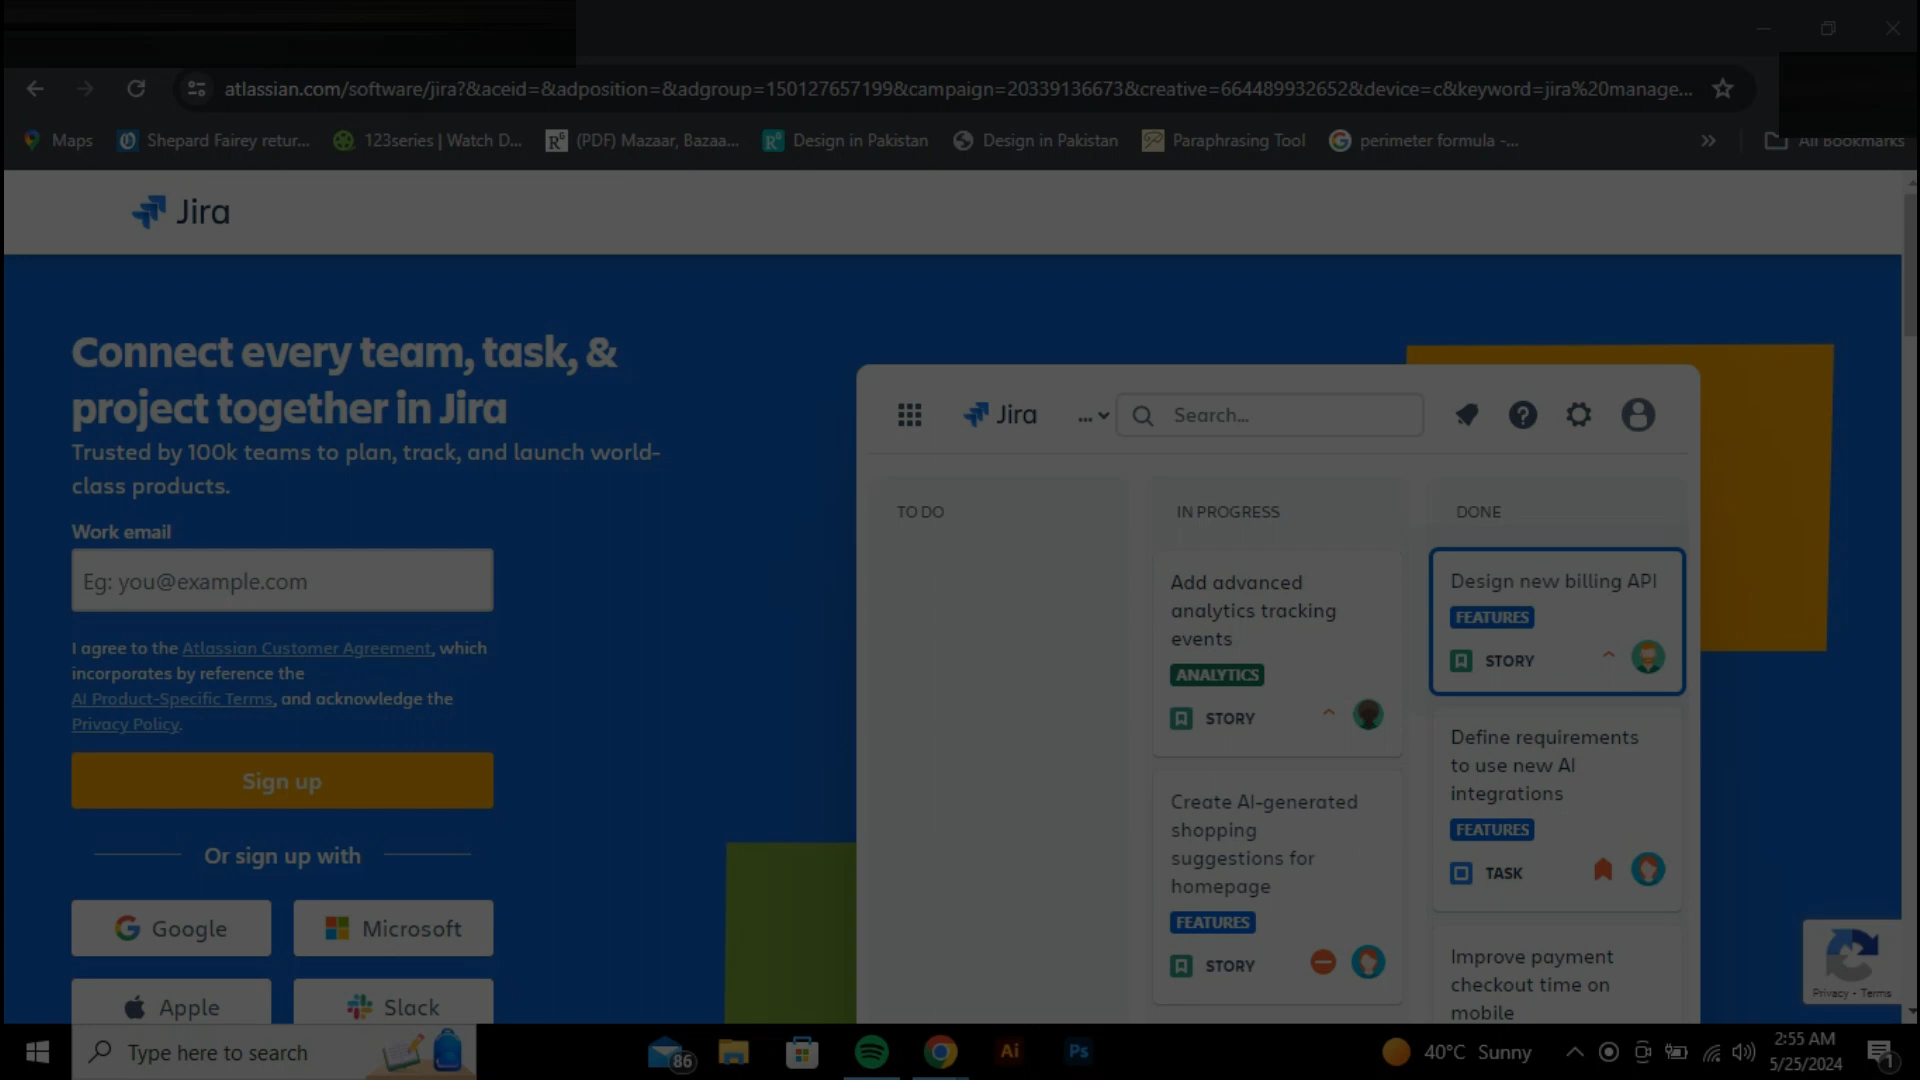 atlassian.com/software/jira?&aceid=&adposition=&adgroup=150127657199&campaign=20339136673&creative=664489932652&device=c&keyword=jira%20manage...
Maps
Shepard Fairey retur...
123series | Watch D...
(PDF) Mazaar, Bazaa...
Design in Pakistan
Design in Pakistan
Paraphrasing Tool
perimeter formula -...
»
All Bookmarks
Jira
Connect every team, task, &
project together in Jira
Trusted by 100k teams to plan, track, and launch world-
class products.
Work email
Eg: you@example.com
I agree to the Atlassian Customer Agreement, which
incorporates by reference the
AI Product-Specific Terms, and acknowledge the
Privacy Policy.
Sign up
Or sign up with
Google
Microsoft
Apple
Slack
Jira
...
Search...
TO DO
IN PROGRESS
Add advanced
analytics tracking
events
ANALYTICS
STORY
Create AI-generated
shopping
suggestions for
homepage
FEATURES
STORY
DONE
Design new billing API
FEATURES
STORY
Define requirements
to use new AI
integrations
FEATURES
TASK
Improve payment
checkout time on
mobile
Privacy - Terms
Type here to search
86
Ai
Ps
40°C Sunny
2:55 AM
5/25/2024
1